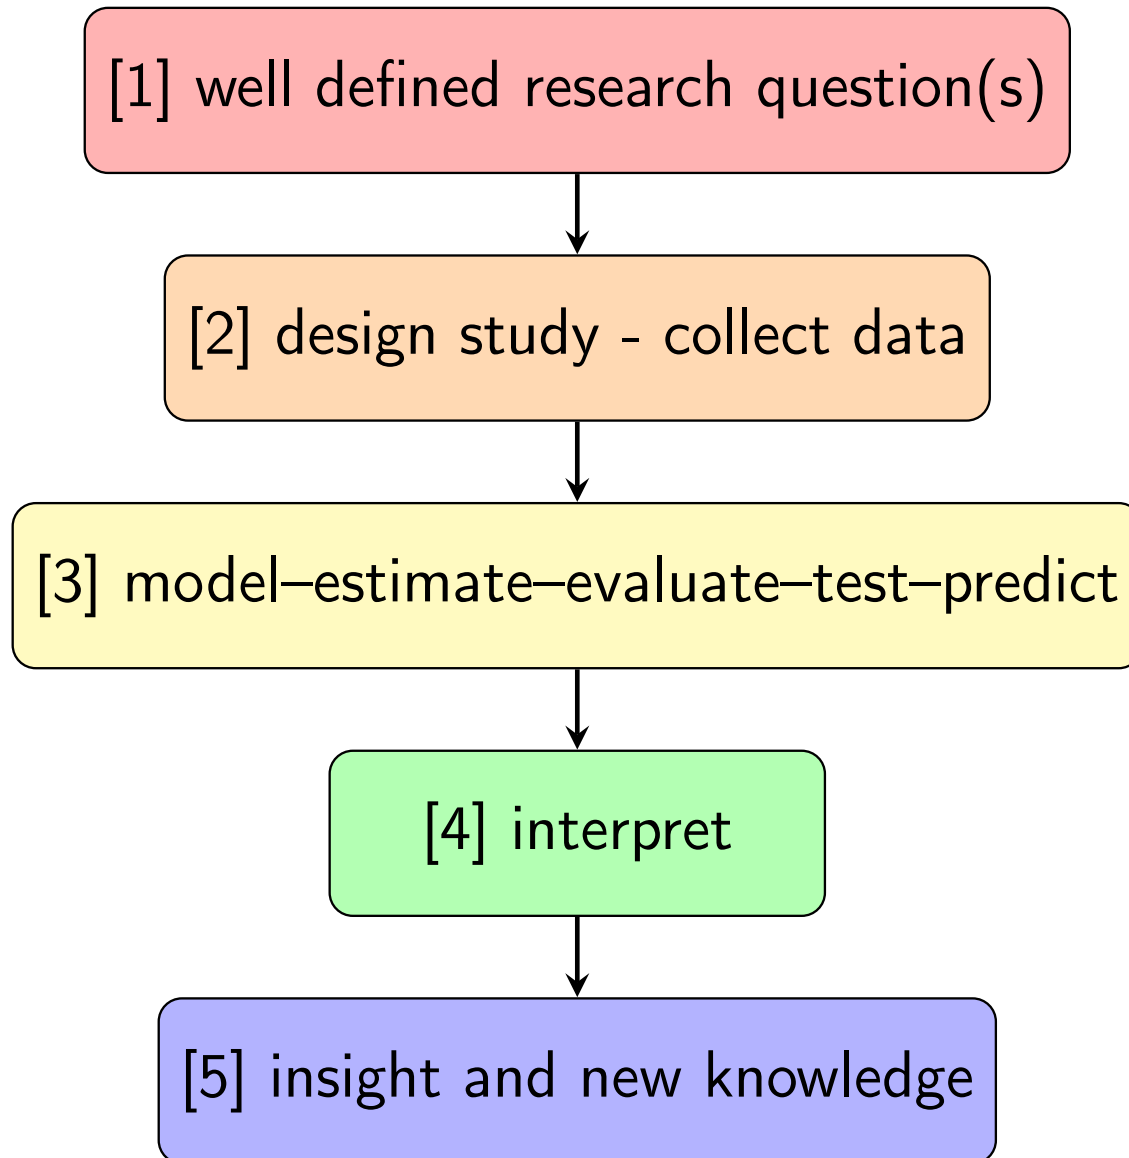 [1] well defined research question(s)
[2] design study - collect data
[3] model–estimate–evaluate–test–predict
[4] interpret
[5] insight and new knowledge